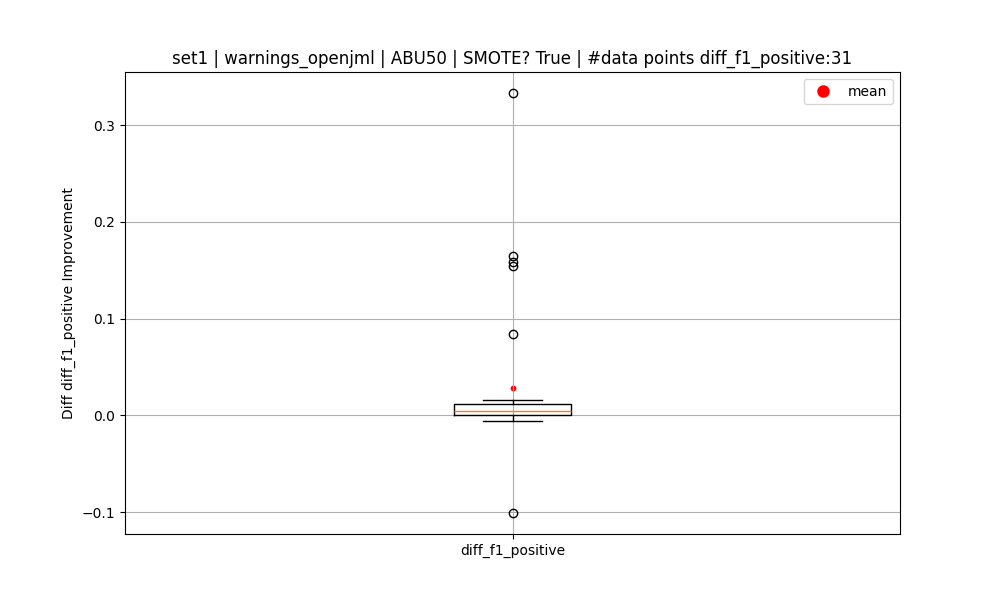 set1 | warnings_openjml | ABU50 | SMOTE? True | #data points diff_f1_positive:31
mean
Diff diff_f1_positive Improvement
0.3
0.2
0.1
0.0
−0.1
diff_f1_positive